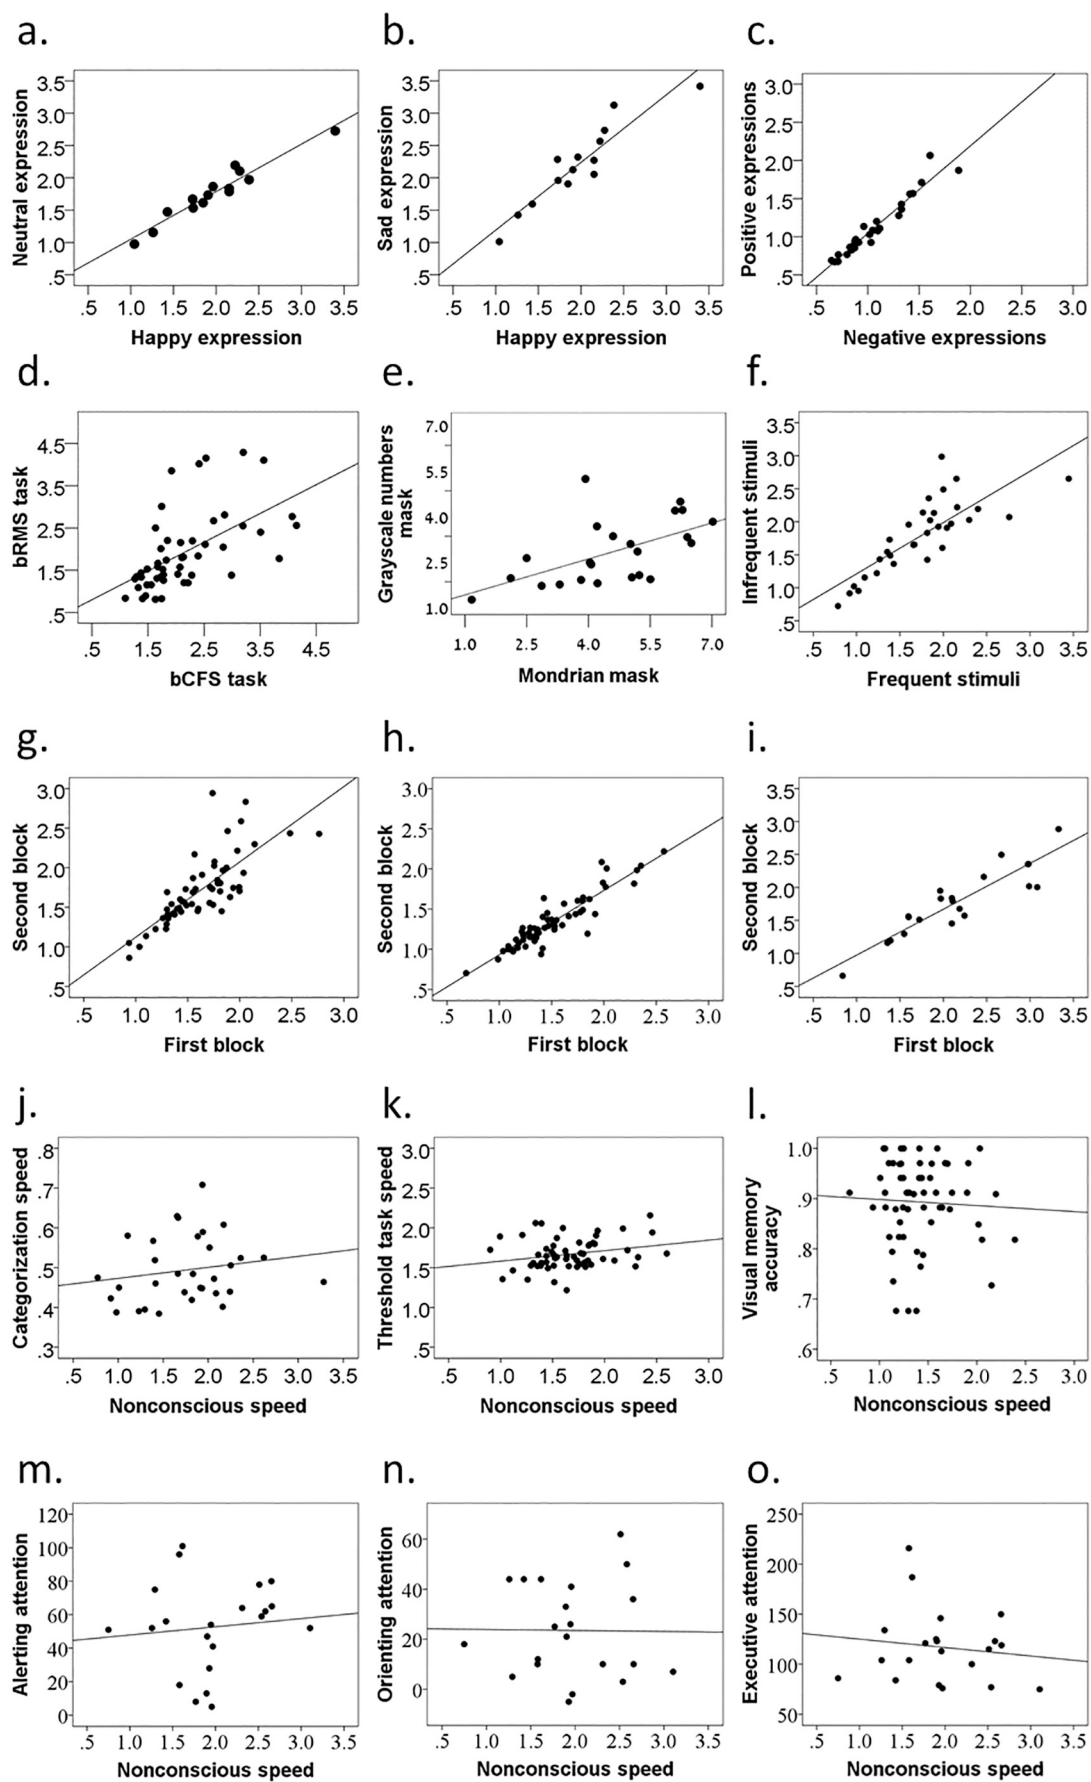 a.
Neutral expression
3.5
3.0
2.5
2.0
1.5
1.0
.5
.5 1.0 1.5 2.0 2.5 3.0 3.5
Happy expression
b.
Sad expression
3.5
3.0
2.5
2.0
1.5
1.0
.5
.5 1.0 1.5 2.0 2.5 3.0 3.5
Happy expression
c.
Positive expressions
3.0
2.5
2.0
1.5
1.0
.5
.5 1.0 1.5 2.0 2.5 3.0
Negative expressions
d.
bRMS task
4.5
3.5
2.5
1.5
.5
.5 1.5 2.5 3.5 4.5
bCFS task
e.
Grayscale numbers
mask
7.0
5.5
4.0
2.5
1.0
1.0 2.5 4.0 5.5 7.0
Mondrian mask
f.
Infrequent stimuli
3.5
3.0
2.5
2.0
1.5
1.0
.5
.5 1.0 1.5 2.0 2.5 3.0 3.5
Frequent stimuli
g.
Second block
3.0
2.5
2.0
1.5
1.0
.5
.5 1.0 1.5 2.0 2.5 3.0
First block
h.
Second block
3.0
2.5
2.0
1.5
1.0
.5
.5 1.0 1.5 2.0 2.5 3.0
First block
i.
Second block
3.5
3.0
2.5
2.0
1.5
1.0
.5
.5 1.0 1.5 2.0 2.5 3.0 3.5
First block
j.
Categorization speed
.8
.7
.6
.5
.4
.3
.5 1.0 1.5 2.0 2.5 3.0 3.5
Nonconscious speed
k.
Threshold task speed
3.0
2.5
2.0
1.5
1.0
.5
.5 1.0 1.5 2.0 2.5 3.0
Nonconscious speed
l.
Visual memory
accuracy
1.0
.9
.8
.7
.6
.5 1.0 1.5 2.0 2.5 3.0
Nonconscious speed
m.
Alerting attention
120
100
80
60
40
20
0
.5 1.0 1.5 2.0 2.5 3.0 3.5
Nonconscious speed
n.
Orienting attention
60
40
20
0
.5 1.0 1.5 2.0 2.5 3.0 3.5
Nonconscious speed
o.
Executive attention
250
200
150
100
50
.5 1.0 1.5 2.0 2.5 3.0 3.5
Nonconscious speed